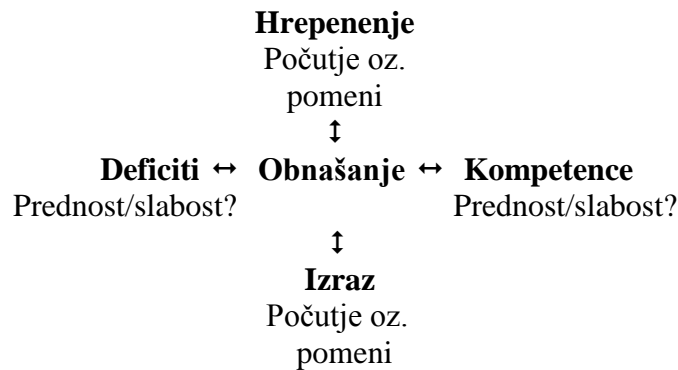 Hrepenenje
Počutje oz.
pomeni
↕
Deficiti ↔ Obnašanje ↔ Kompetence
Prednost/slabost? Prednost/slabost?
↕
Izraz
Počutje oz.
pomeni